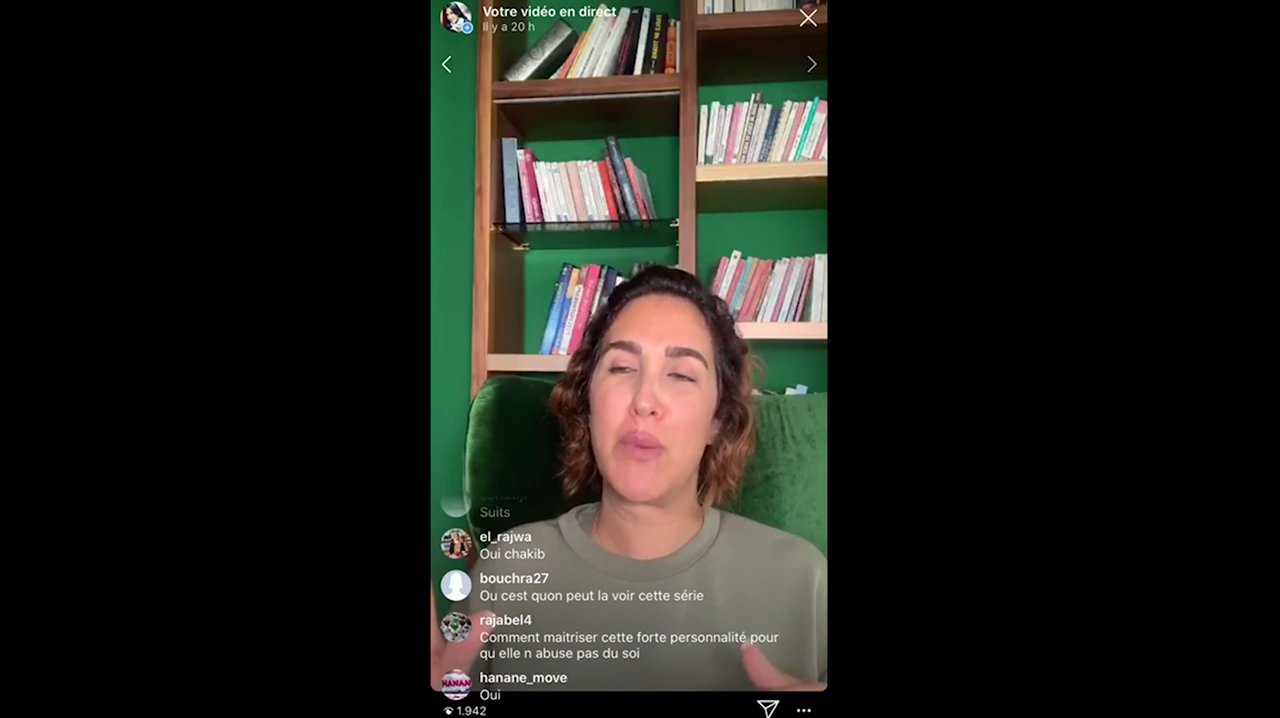 Votre vidéo en direct
Il y a 20 h
Suits
el_rajwa
Oui chakib
bouchra27
Ou cest quon peut la voir cette série
rajabel4
Comment maitriser cette forte personnalité pour
qu elle n abuse pas du soi
hanane_move
Oui
1.942